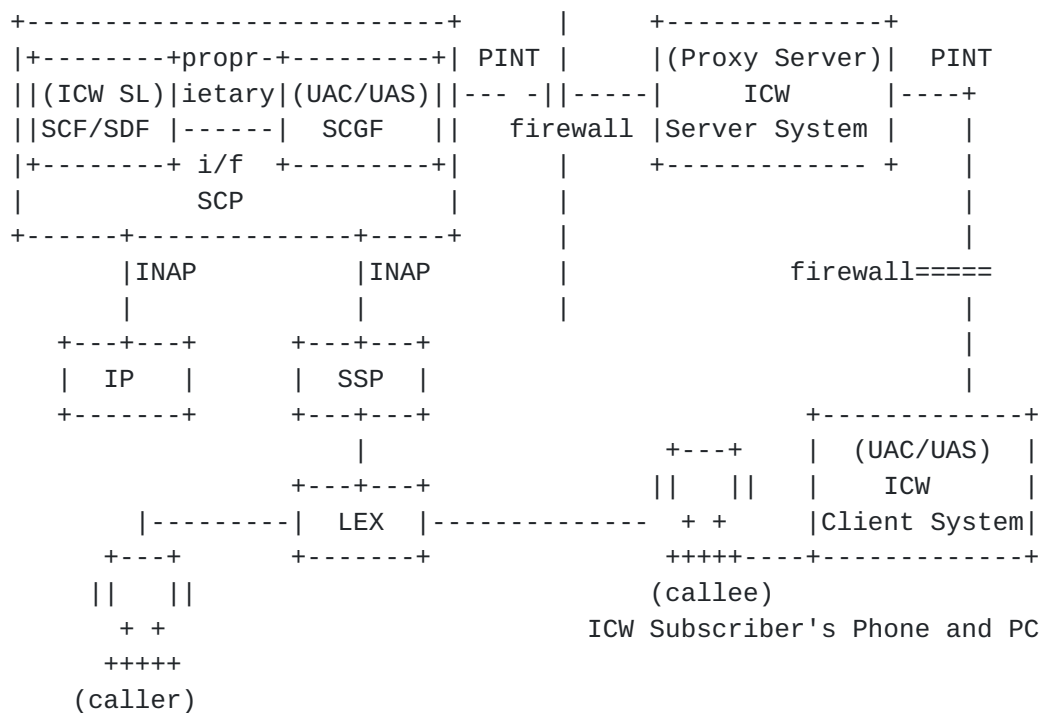 +----------------------------+       |     +--------------+
|+--------+propr-+---------+| PINT |     |(Proxy Server)|  PINT
||(ICW SL)|ietary|(UAC/UAS)||--- -||-----|     ICW      |----+
||SCF/SDF |------|  SCGF   ||   firewall |Server System |    |
|+--------+ i/f  +---------+|      |     +------------- +    |
|           SCP             |      |                         |
+------+--------------+-----+      |                         |
       |INAP          |INAP        |              firewall=====
       |              |            |                         |
   +---+---+      +---+---+                                  |
   |  IP   |      |  SSP  |                                  |
   +-------+      +---+---+                        +-------------+
                      |                   +---+    |  (UAC/UAS)  |
                  +---+---+              ||   ||   |    ICW      |
        |---------|  LEX  |--------------  + +     |Client System|
      +---+       +-------+               +++++----+-------------+
     ||   ||                             (callee)
       + +                           ICW Subscriber's Phone and PC
      +++++
    (caller)